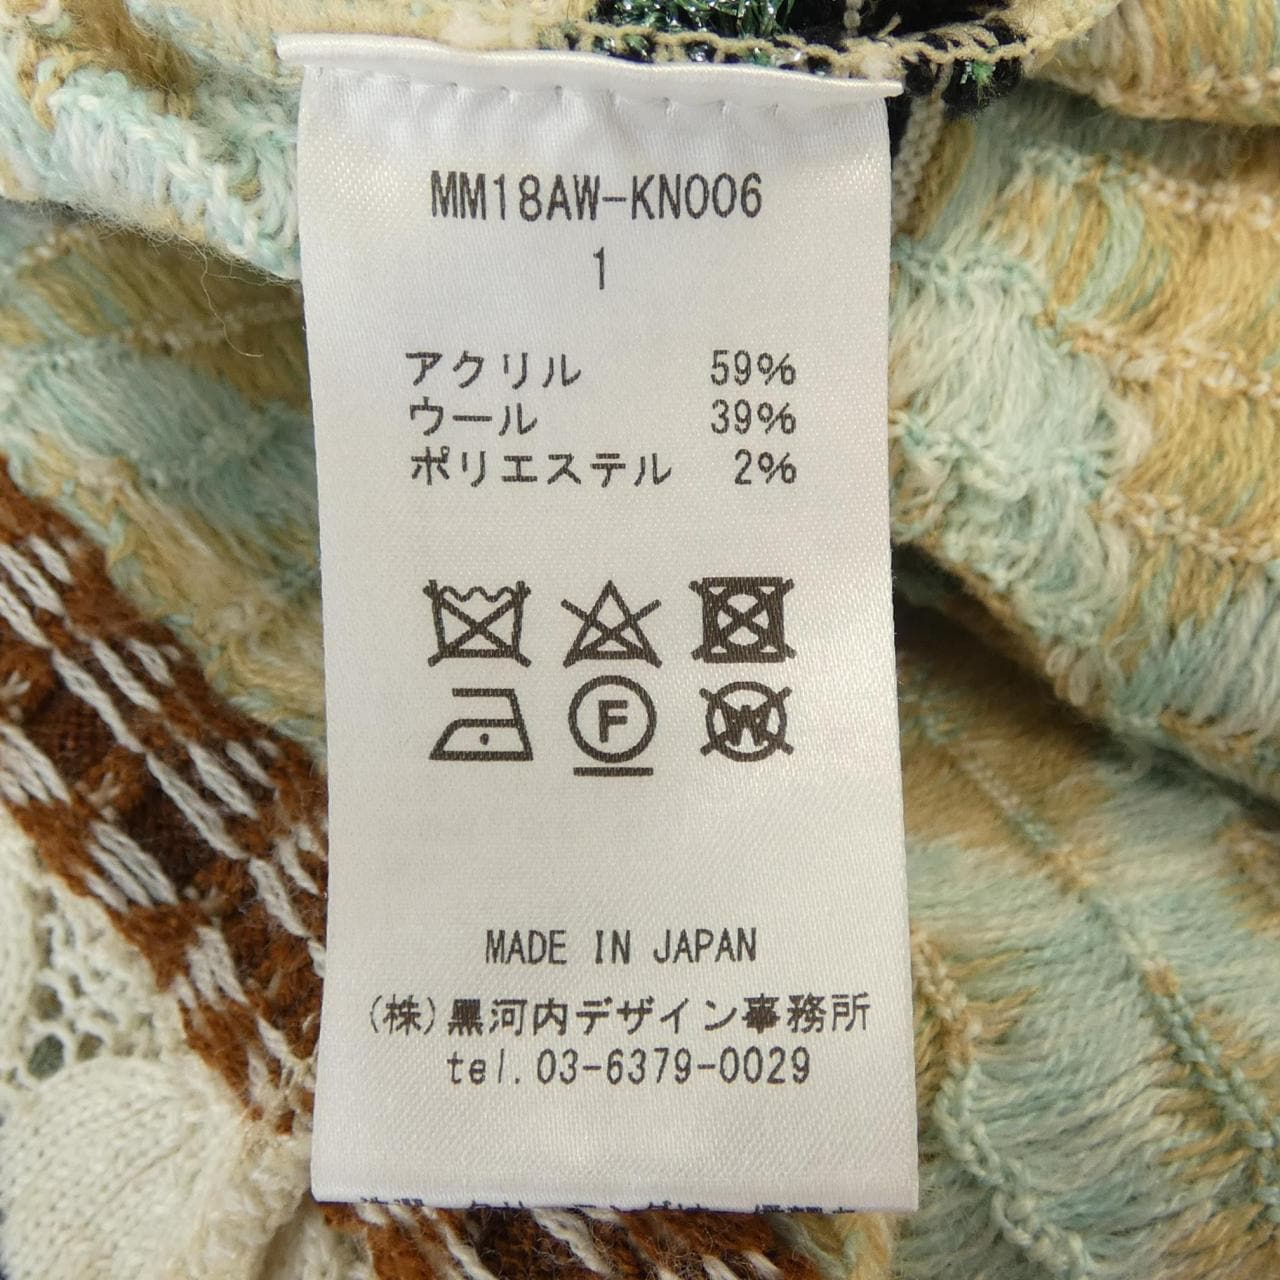 MM18AW-KN006
1
アクリル 59%
ウール 39%
ポリエステル 2%
F
W
MADE IN JAPAN
(株)黒河内デザイン事務所
tel. 03-6379-0029